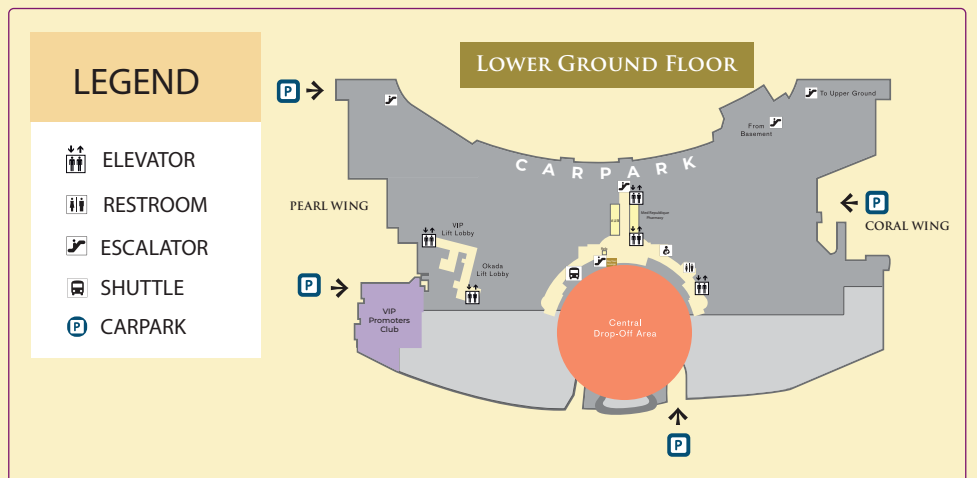 LOWER GROUND FLOOR
LEGEND
ELEVATOR
RESTROOM
ESCALATOR
SHUTTLE
P CARPARK
P
To Upper Ground
From
Basement
CARPARK
PEARL WING
P
CORAL WING
VIP
Lift Lobby
Okada
Lift Lobby
Pharmacy
P
VIP
Promoters
Club
Central
Drop-Off Area
P